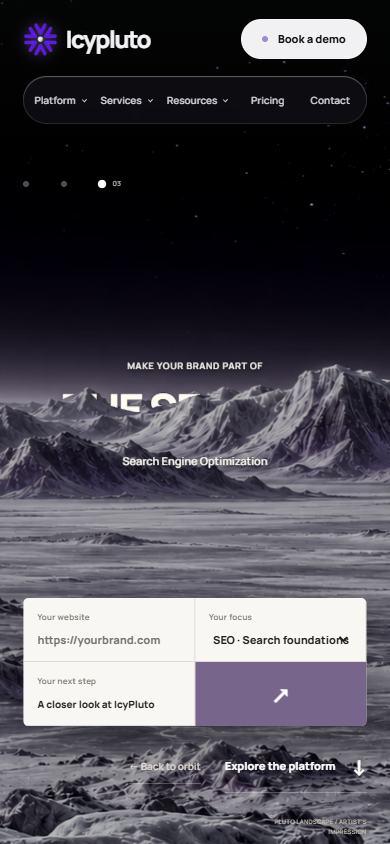 Icypluto
Book a demo
Platform Services Resources Pricing Contact
03
MAKE YOUR BRAND PART OF
Search Engine Optimization
Your website
https://yourbrand.com
Your focus
SEO · Search foundations
Your next step
A closer look at IcyPluto
← Back to orbit
Explore the platform
PLUTO LANDSCAPE / ARTIST'S
IMPRESSION